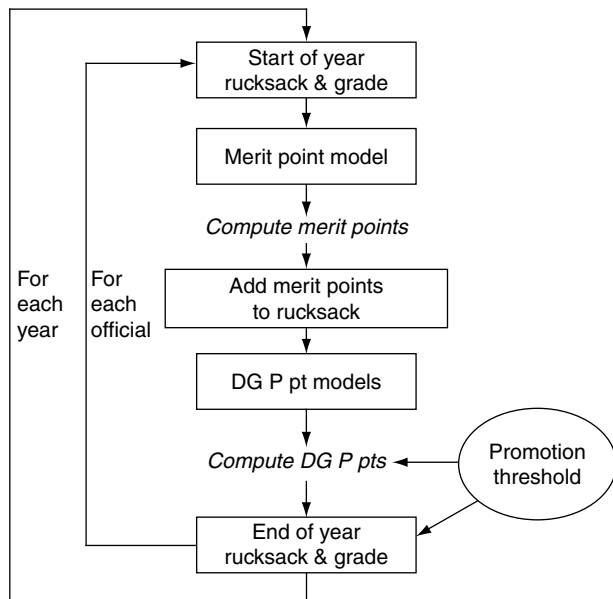 Start of year
rucksack & grade
Merit point model
Compute merit points
For
each
year
For
each
official
Add merit points
to rucksack
DG P pt models
Compute DG P pts
Promotion
threshold
End of year
rucksack & grade